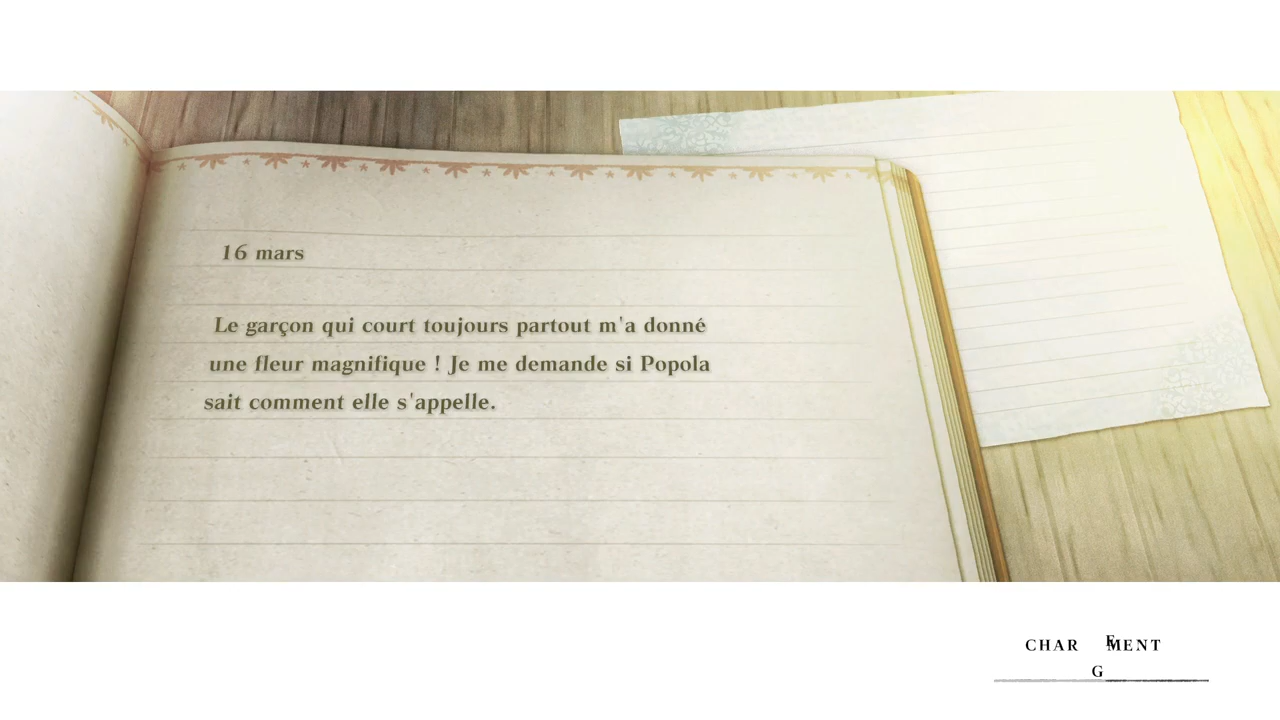 16 mars
Le garçon qui court toujours partout m'a donné
une fleur magnifique ! Je me demande si Popola
sait comment elle s'appelle.
CHARGEMENT